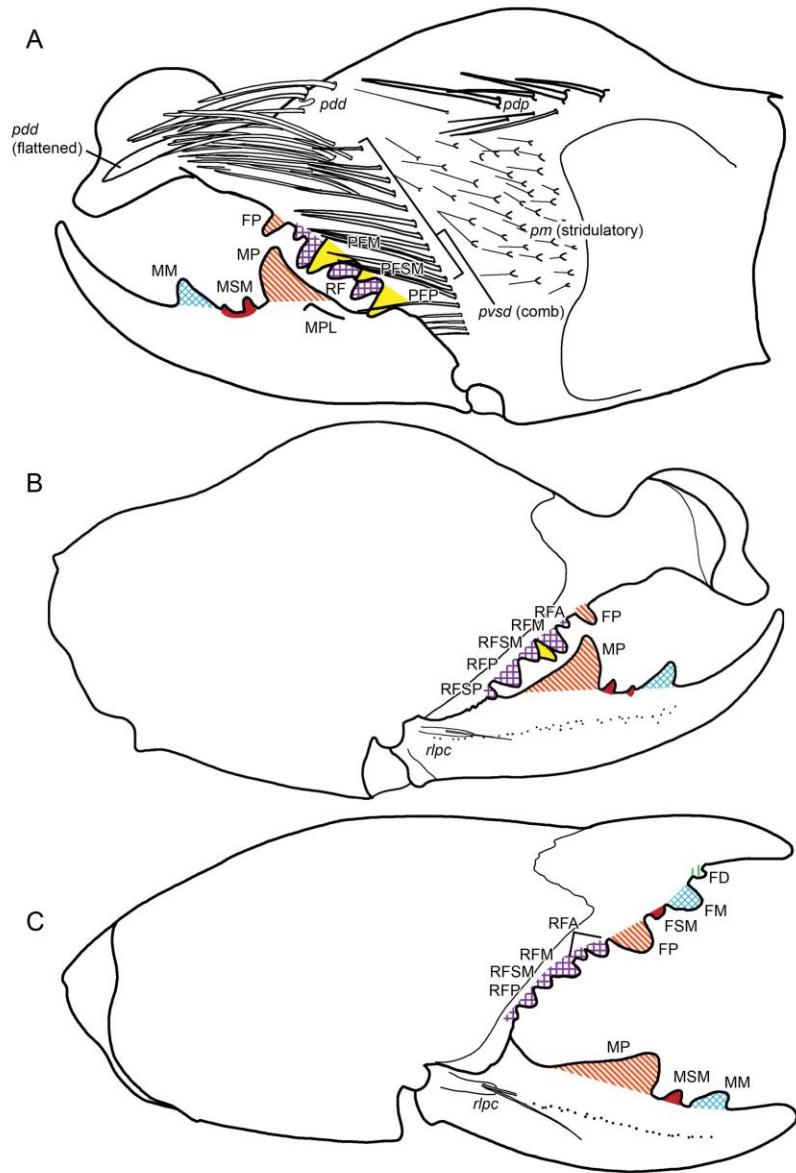 A
pdd
pdp
pdd
(flattened)
FP
PFM
pm (stridulatory)
MP
PFSM
MM
MSM
RF
PFP
pvsd (comb)
MPL
B
RFA
FP
RFM
RFSM
MP
RFP
RFSP
rlpc
C
FD
FM
RFA
FSM
RFM
FP
RFSM
RFP
MP
MSM
MM
rlpc